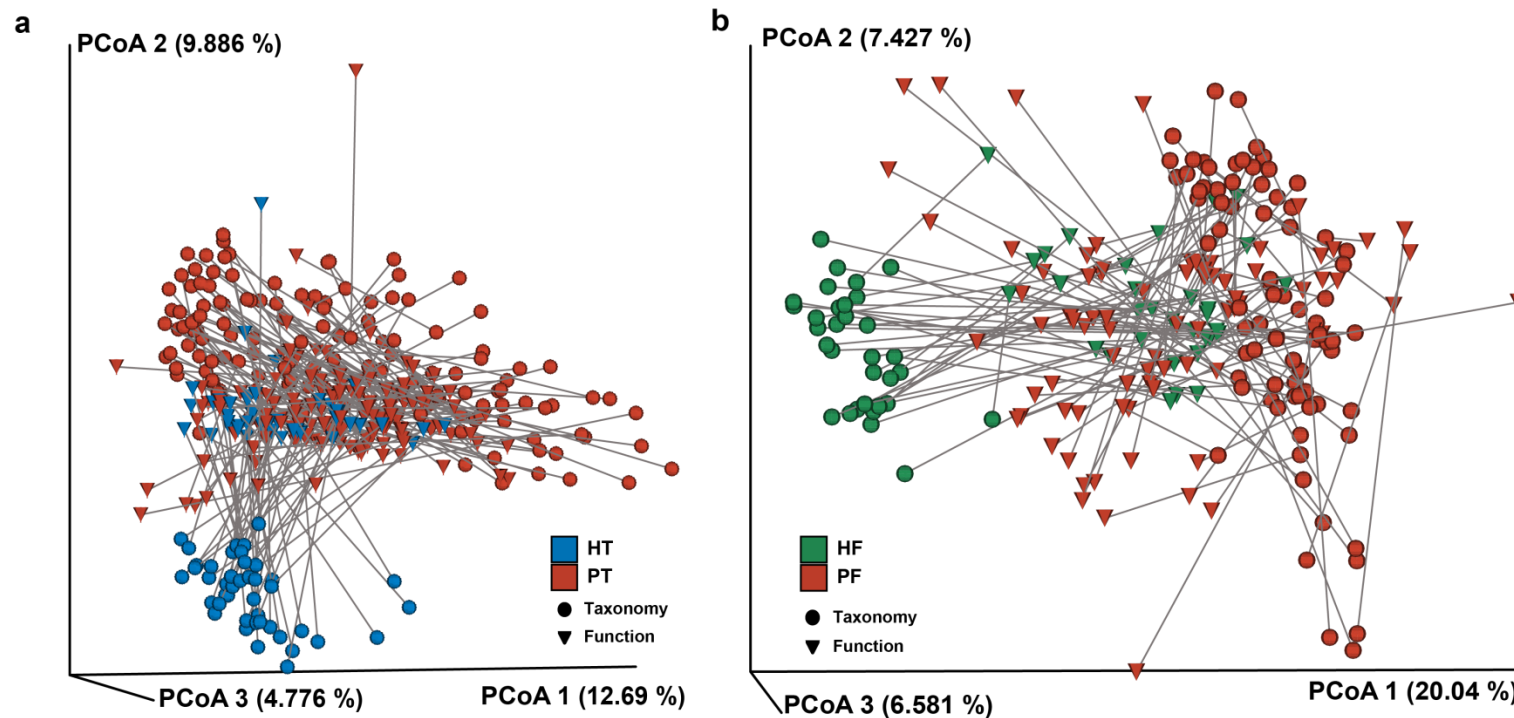 a
PCoA 2 (9.886 %)
HT
PT
Taxonomy
Function
PCoA 3 (4.776 %)
PCoA 1 (12.69 %)
b
PCoA 2 (7.427 %)
HF
PF
Taxonomy
Function
PCoA 3 (6.581 %)
PCoA 1 (20.04 %)